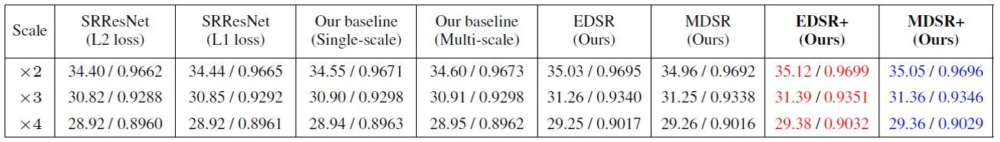 Scale SRResNet (L2 loss) SRResNet (L1 loss) Our baseline (Single-scale) Our baseline (Multi-scale) EDSR (Ours) MDSR (Ours) EDSR+ (Ours) MDSR+ (Ours)
×2 34.40 / 0.9662 34.44 / 0.9665 34.55 / 0.9671 34.60 / 0.9673 35.03 / 0.9695 34.96 / 0.9692 35.12 / 0.9699 35.05 / 0.9696
×3 30.82 / 0.9288 30.85 / 0.9292 30.90 / 0.9298 30.91 / 0.9298 31.26 / 0.9340 31.25 / 0.9338 31.39 / 0.9351 31.36 / 0.9346
×4 28.92 / 0.8960 28.92 / 0.8961 28.94 / 0.8963 28.95 / 0.8962 29.25 / 0.9017 29.26 / 0.9016 29.38 / 0.9032 29.36 / 0.9029